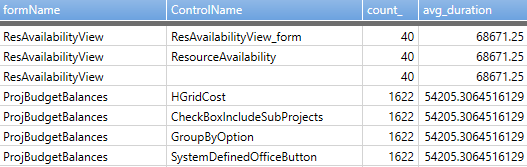 formName ControlName count_ avg_duration
ResAvailabilityView ResAvailabilityView_form 40 68671.25
ResAvailabilityView ResourceAvailability 40 68671.25
ResAvailabilityView 40 68671.25
ProjBudgetBalances HGridCost 1622 54205.3064516129
ProjBudgetBalances CheckBoxIncludeSubProjects 1622 54205.3064516129
ProjBudgetBalances GroupByOption 1622 54205.3064516129
ProjBudgetBalances SystemDefinedOfficeButton 1622 54205.3064516129